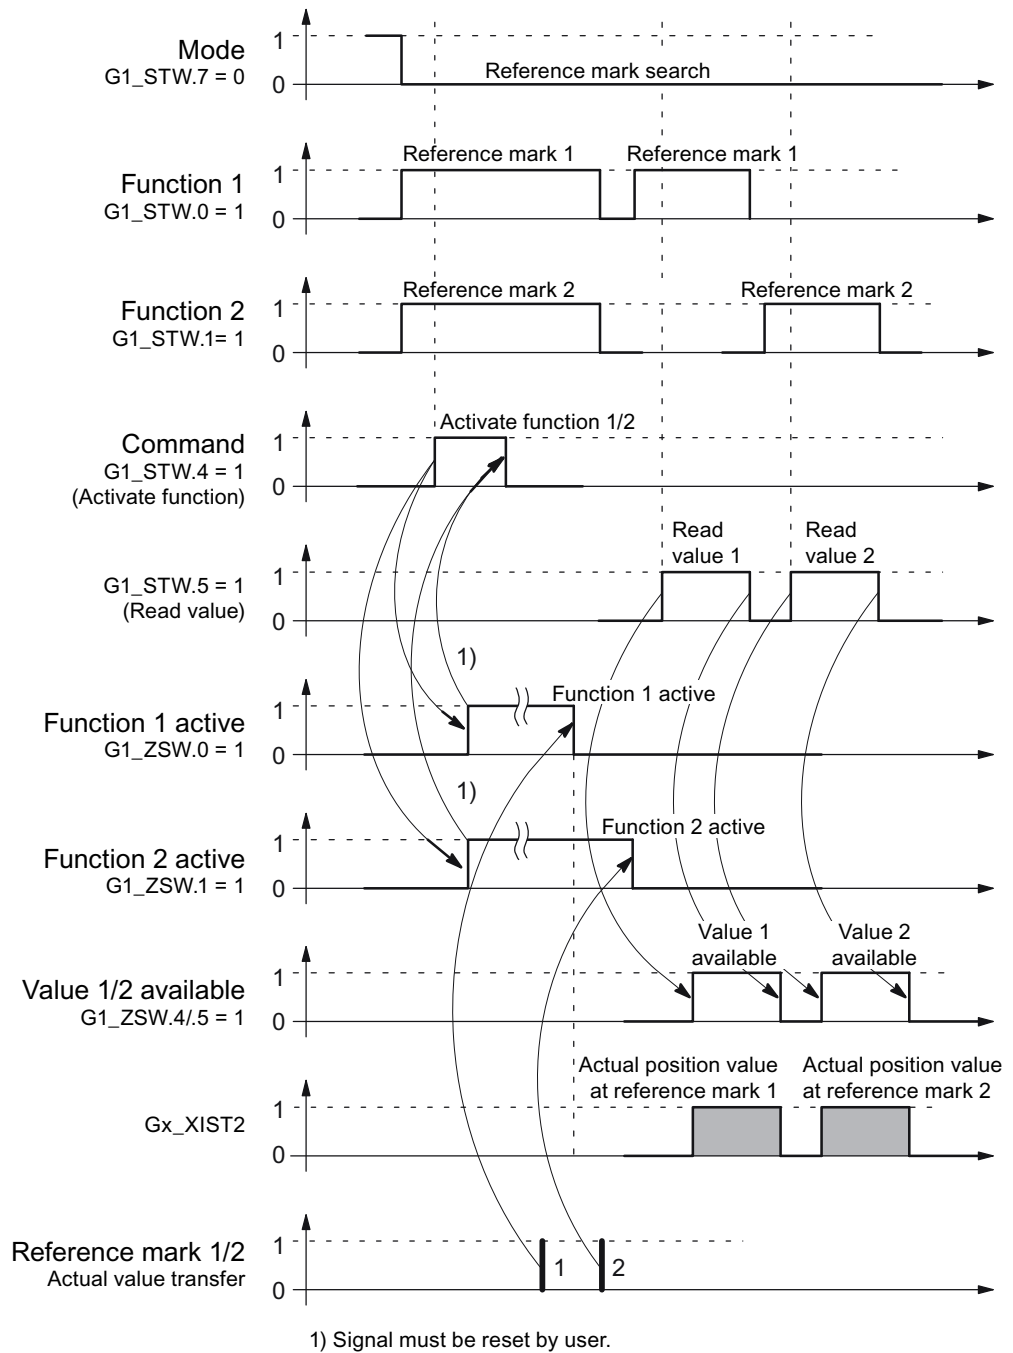 Mode
G1_STW.7 = 0
1
0
Reference mark search
Function 1
G1_STW.0 = 1
1
0
Reference mark 1
Reference mark 1
Function 2
G1_STW.1= 1
1
0
Reference mark 2
Reference mark 2
Command
G1_STW.4 = 1
(Activate function)
1
0
Activate function 1/2
G1_STW.5 = 1
(Read value)
1
0
Read
value 1
Read
value 2
1)
Function 1 active
G1_ZSW.0 = 1
1
0
Function 1 active
1)
Function 2 active
G1_ZSW.1 = 1
1
0
Function 2 active
Value 1/2 available
G1_ZSW.4/.5 = 1
1
0
Value 1
available
Value 2
available
Gx_XIST2
1
0
Actual position value
at reference mark 1
Actual position value
at reference mark 2
Reference mark 1/2
Actual value transfer
1
0
1
2
1) Signal must be reset by user.